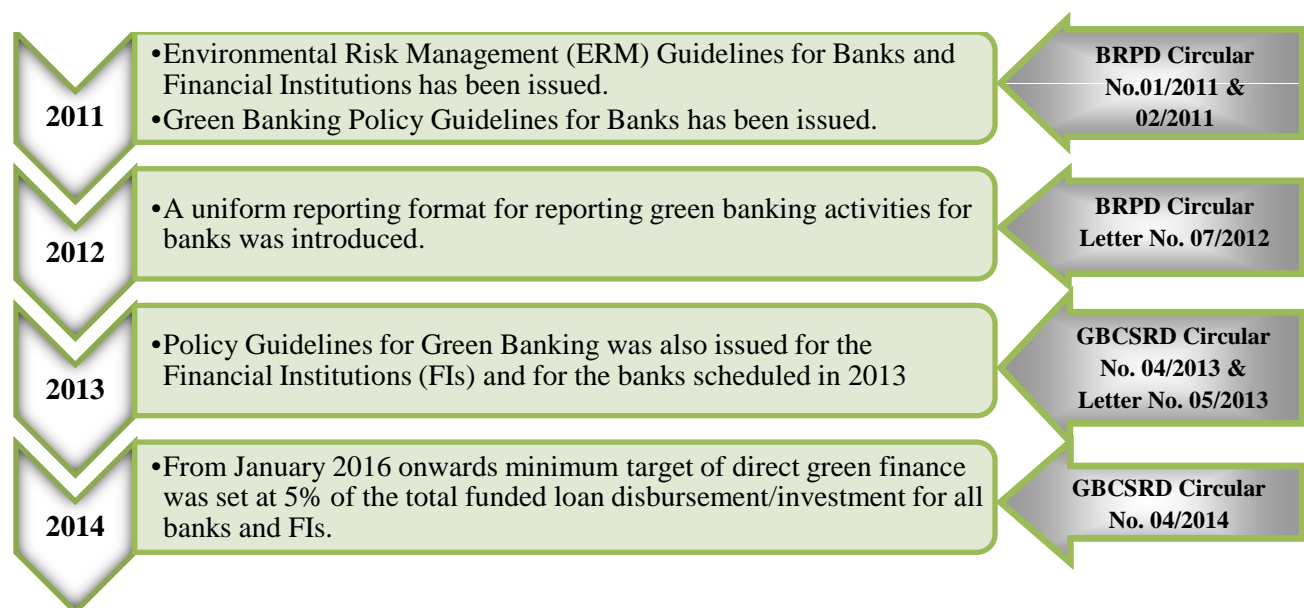 2011
•Environmental Risk Management (ERM) Guidelines for Banks and
Financial Institutions has been issued.
•Green Banking Policy Guidelines for Banks has been issued.
BRPD Circular
No.01/2011 &
02/2011
2012
•A uniform reporting format for reporting green banking activities for
banks was introduced.
BRPD Circular
Letter No. 07/2012
2013
•Policy Guidelines for Green Banking was also issued for the
Financial Institutions (FIs) and for the banks scheduled in 2013
GBCSRD Circular
No. 04/2013 &
Letter No. 05/2013
2014
•From January 2016 onwards minimum target of direct green finance
was set at 5% of the total funded loan disbursement/investment for all
banks and FIs.
GBCSRD Circular
No. 04/2014